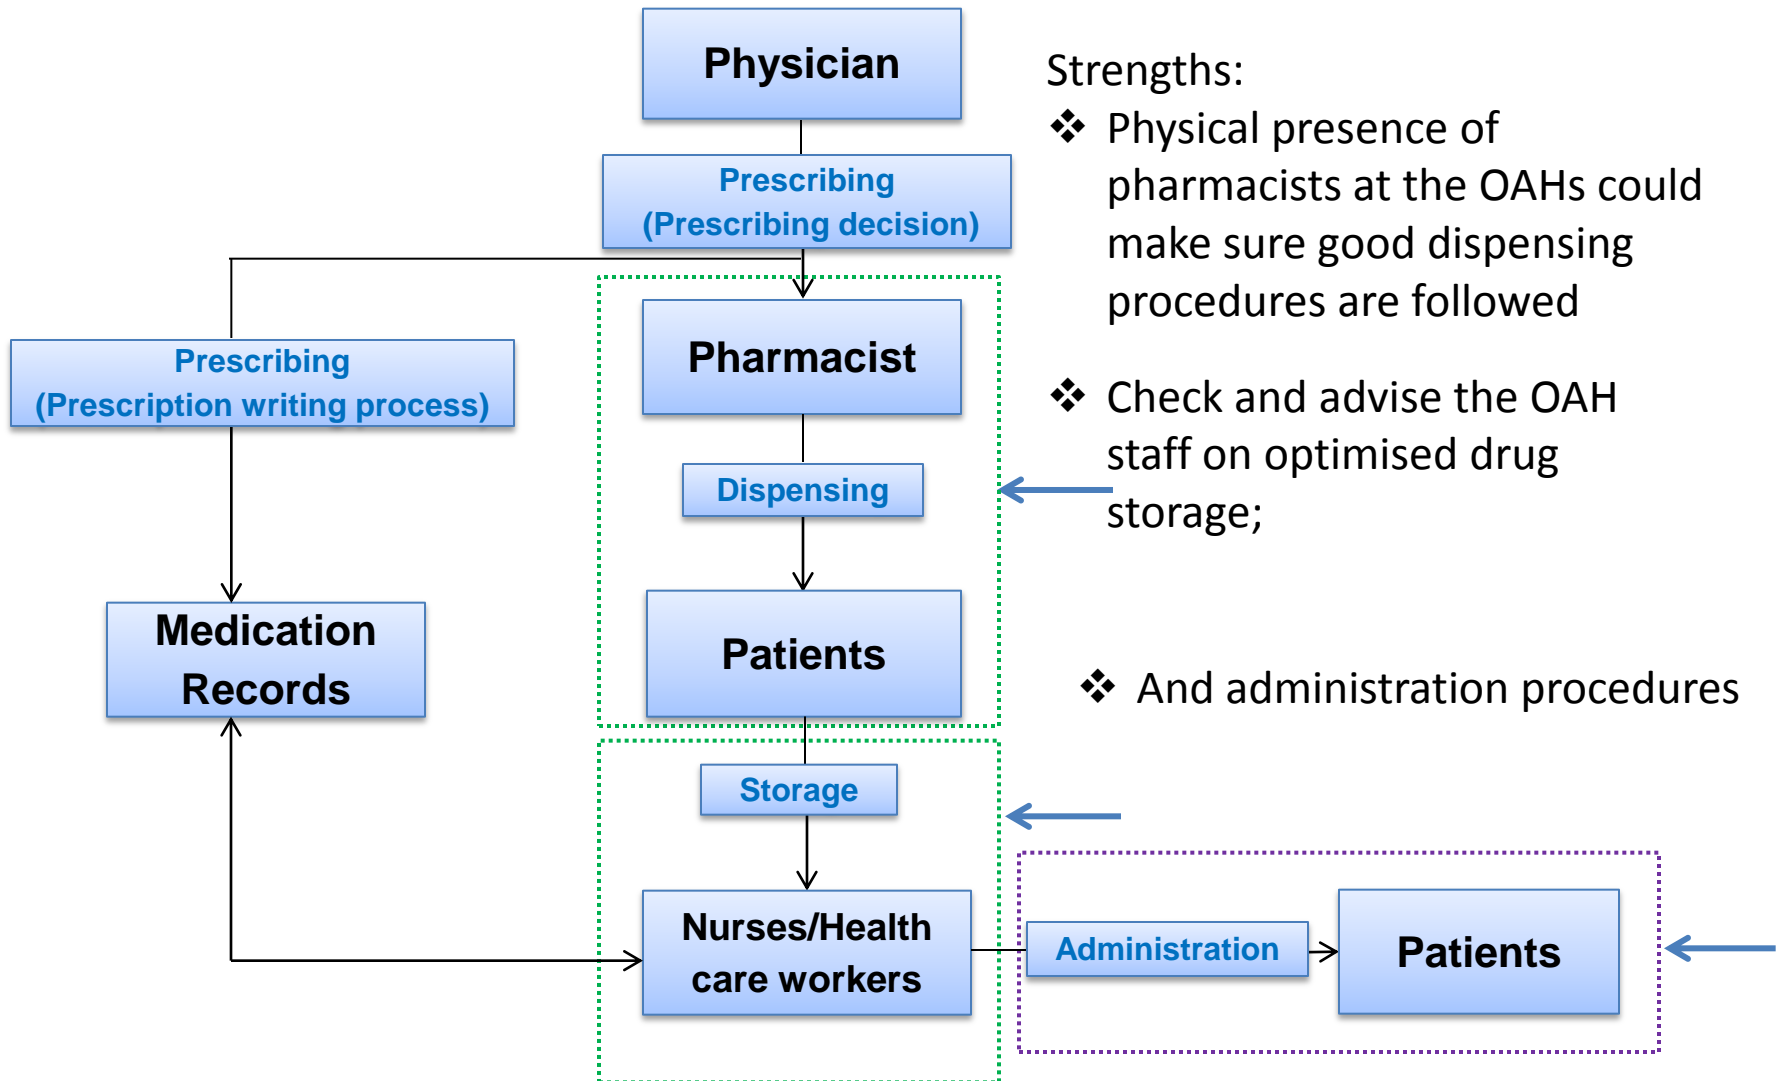 Physician
Prescribing
(Prescribing decision)
Prescribing
(Prescription writing process)
Pharmacist
Dispensing
Medication
Records
Patients
Storage
Nurses/Health
care workers
Administration
Patients
Strengths:
❖ Physical presence of
pharmacists at the OAHs could
make sure good dispensing
procedures are followed
❖ Check and advise the OAH
staff on optimised drug
storage;
❖ And administration procedures